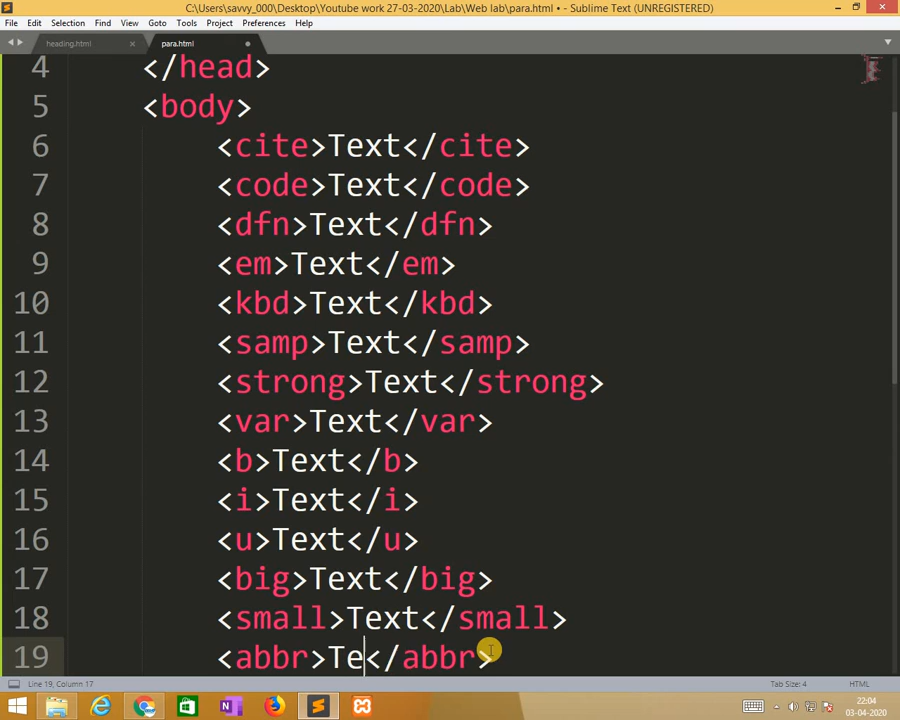 C:\Users\savvy_000\Desktop\Youtube work 27-03-2020\Lab\Web lab\para.html • - Sublime Text (UNREGISTERED)
File Edit Selection Find View Goto Tools Project Preferences Help
heading.html para.html
4 </head>
5 <body>
6 <cite>Text</cite>
7 <code>Text</code>
8 <dfn>Text</dfn>
9 <em>Text</em>
10 <kbd>Text</kbd>
11 <samp>Text</samp>
12 <strong>Text</strong>
13 <var>Text</var>
14 <b>Text</b>
15 <i>Text</i>
16 <u>Text</u>
17 <big>Text</big>
18 <small>Text</small>
19 <abbr>Te</abbr>
Line 19, Column 17 Tab Size: 4 HTML
22:04
03-04-2020